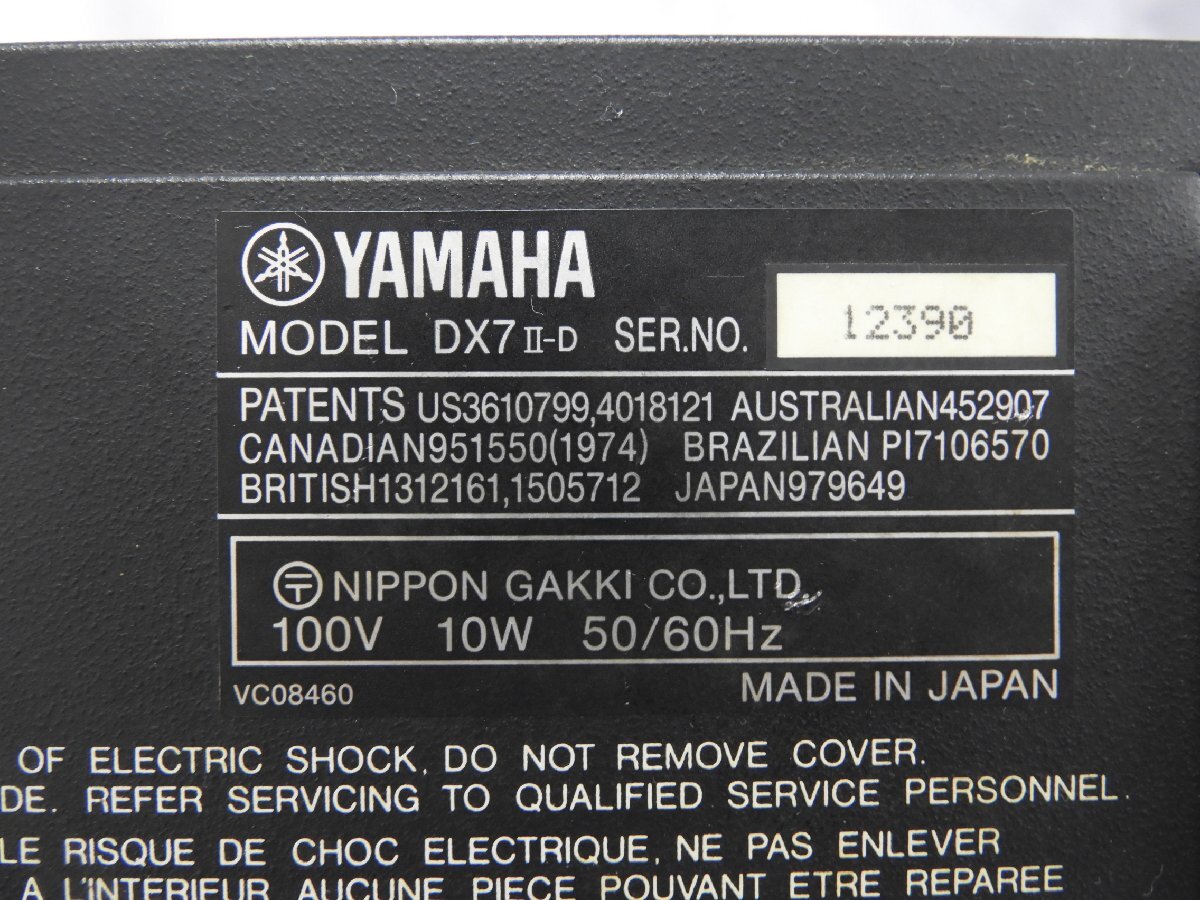 YAMAHA
MODEL DX7 II-D SER.NO. 12390
PATENTS US3610799,4018121 AUSTRALIAN452907
CANADIAN951550(1974) BRAZILIAN PI7106570
BRITISH1312161,1505712 JAPAN979649
〒 NIPPON GAKKI CO.,LTD.
100V 10W 50/60Hz
VC08460 MADE IN JAPAN
OF ELECTRIC SHOCK, DO NOT REMOVE COVER.
DE. REFER SERVICING TO QUALIFIED SERVICE PERSONNEL.
LE RISQUE DE CHOC ELECTRIQUE, NE PAS ENLEVER
A L'INTERIEUR AUCUNE PIECE POUVANT ETRE REPAREE